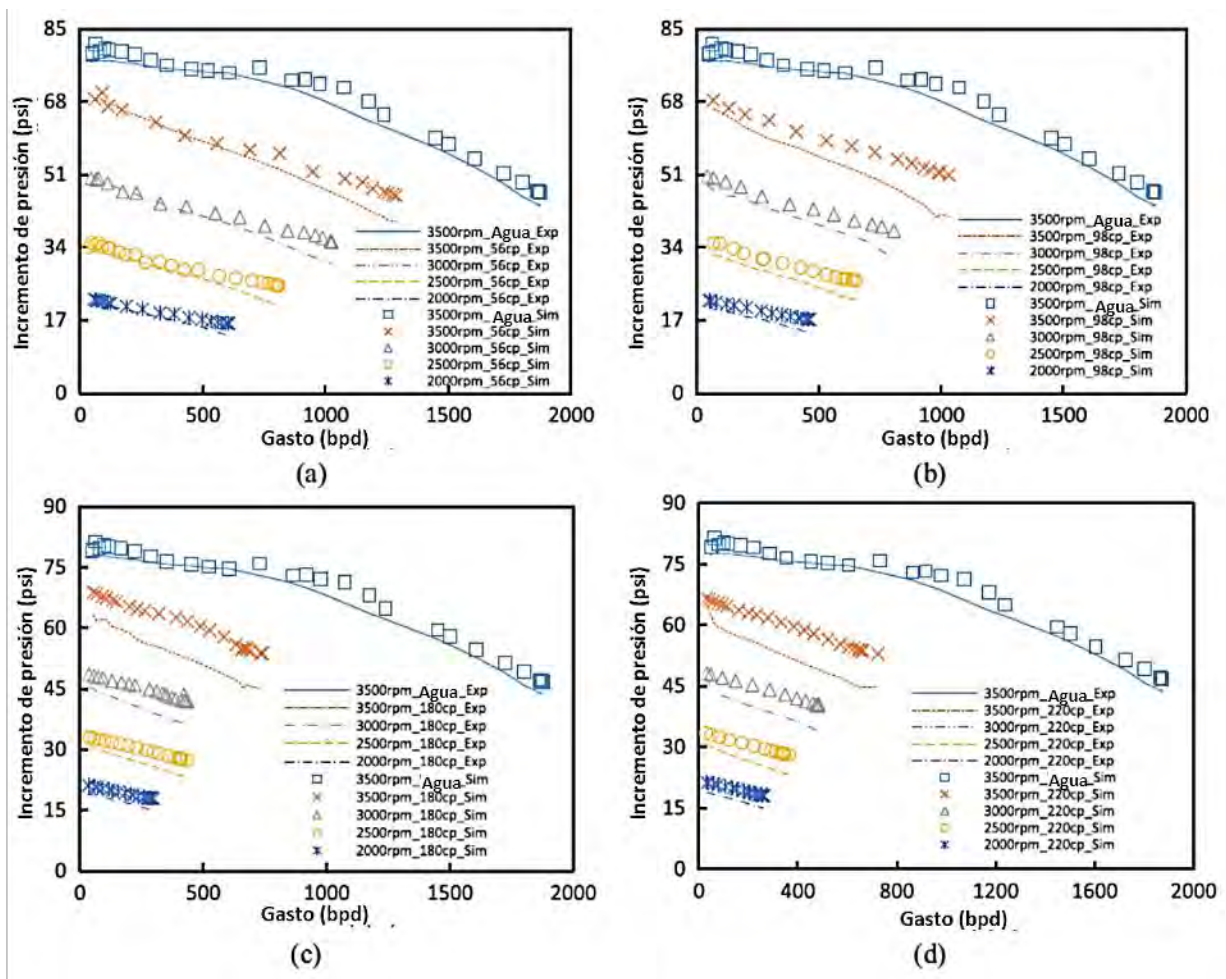 85
68
51
34
17
0
Incremento de presión (psi)
3500rpm_Agua_Exp
3500rpm_56cp_Exp
3000rpm_56cp_Exp
2500rpm_56cp_Exp
2000rpm_56cp_Exp
3500rpm_Agua_Sim
3500rpm_56cp_Sim
3000rpm_56cp_Sim
2500rpm_56cp_Sim
2000rpm_56cp_Sim
0 500 1000 1500 2000
Gasto (bpd)
(a)
85
68
51
34
17
0
Incremento de presión (psi)
3500rpm_Agua_Exp
3500rpm_98cp_Exp
3000rpm_98cp_Exp
2500rpm_98cp_Exp
2000rpm_98cp_Exp
3500rpm_Agua_Sim
3500rpm_98cp_Sim
3000rpm_98cp_Sim
2500rpm_98cp_Sim
2000rpm_98cp_Sim
0 500 1000 1500 2000
Gasto (bpd)
(b)
90
75
60
45
30
15
0
Incremento de presión (psi)
3500rpm_Agua_Exp
3500rpm_180cp_Exp
3000rpm_180cp_Exp
2500rpm_180cp_Exp
2000rpm_180cp_Exp
3500rpm_Agua_Sim
3500rpm_180cp_Sim
3000rpm_180cp_Sim
2500rpm_180cp_Sim
2000rpm_180cp_Sim
0 500 1000 1500 2000
Gasto (bpd)
(c)
90
75
60
45
30
15
0
Incremento de presión (psi)
3500rpm_Agua_Exp
3500rpm_220cp_Exp
3000rpm_220cp_Exp
2500rpm_220cp_Exp
2000rpm_220cp_Exp
3500rpm_Agua_Sim
3500rpm_220cp_Sim
3000rpm_220cp_Sim
2500rpm_220cp_Sim
2000rpm_220cp_Sim
0 400 800 1200 1600 2000
Gasto (bpd)
(d)